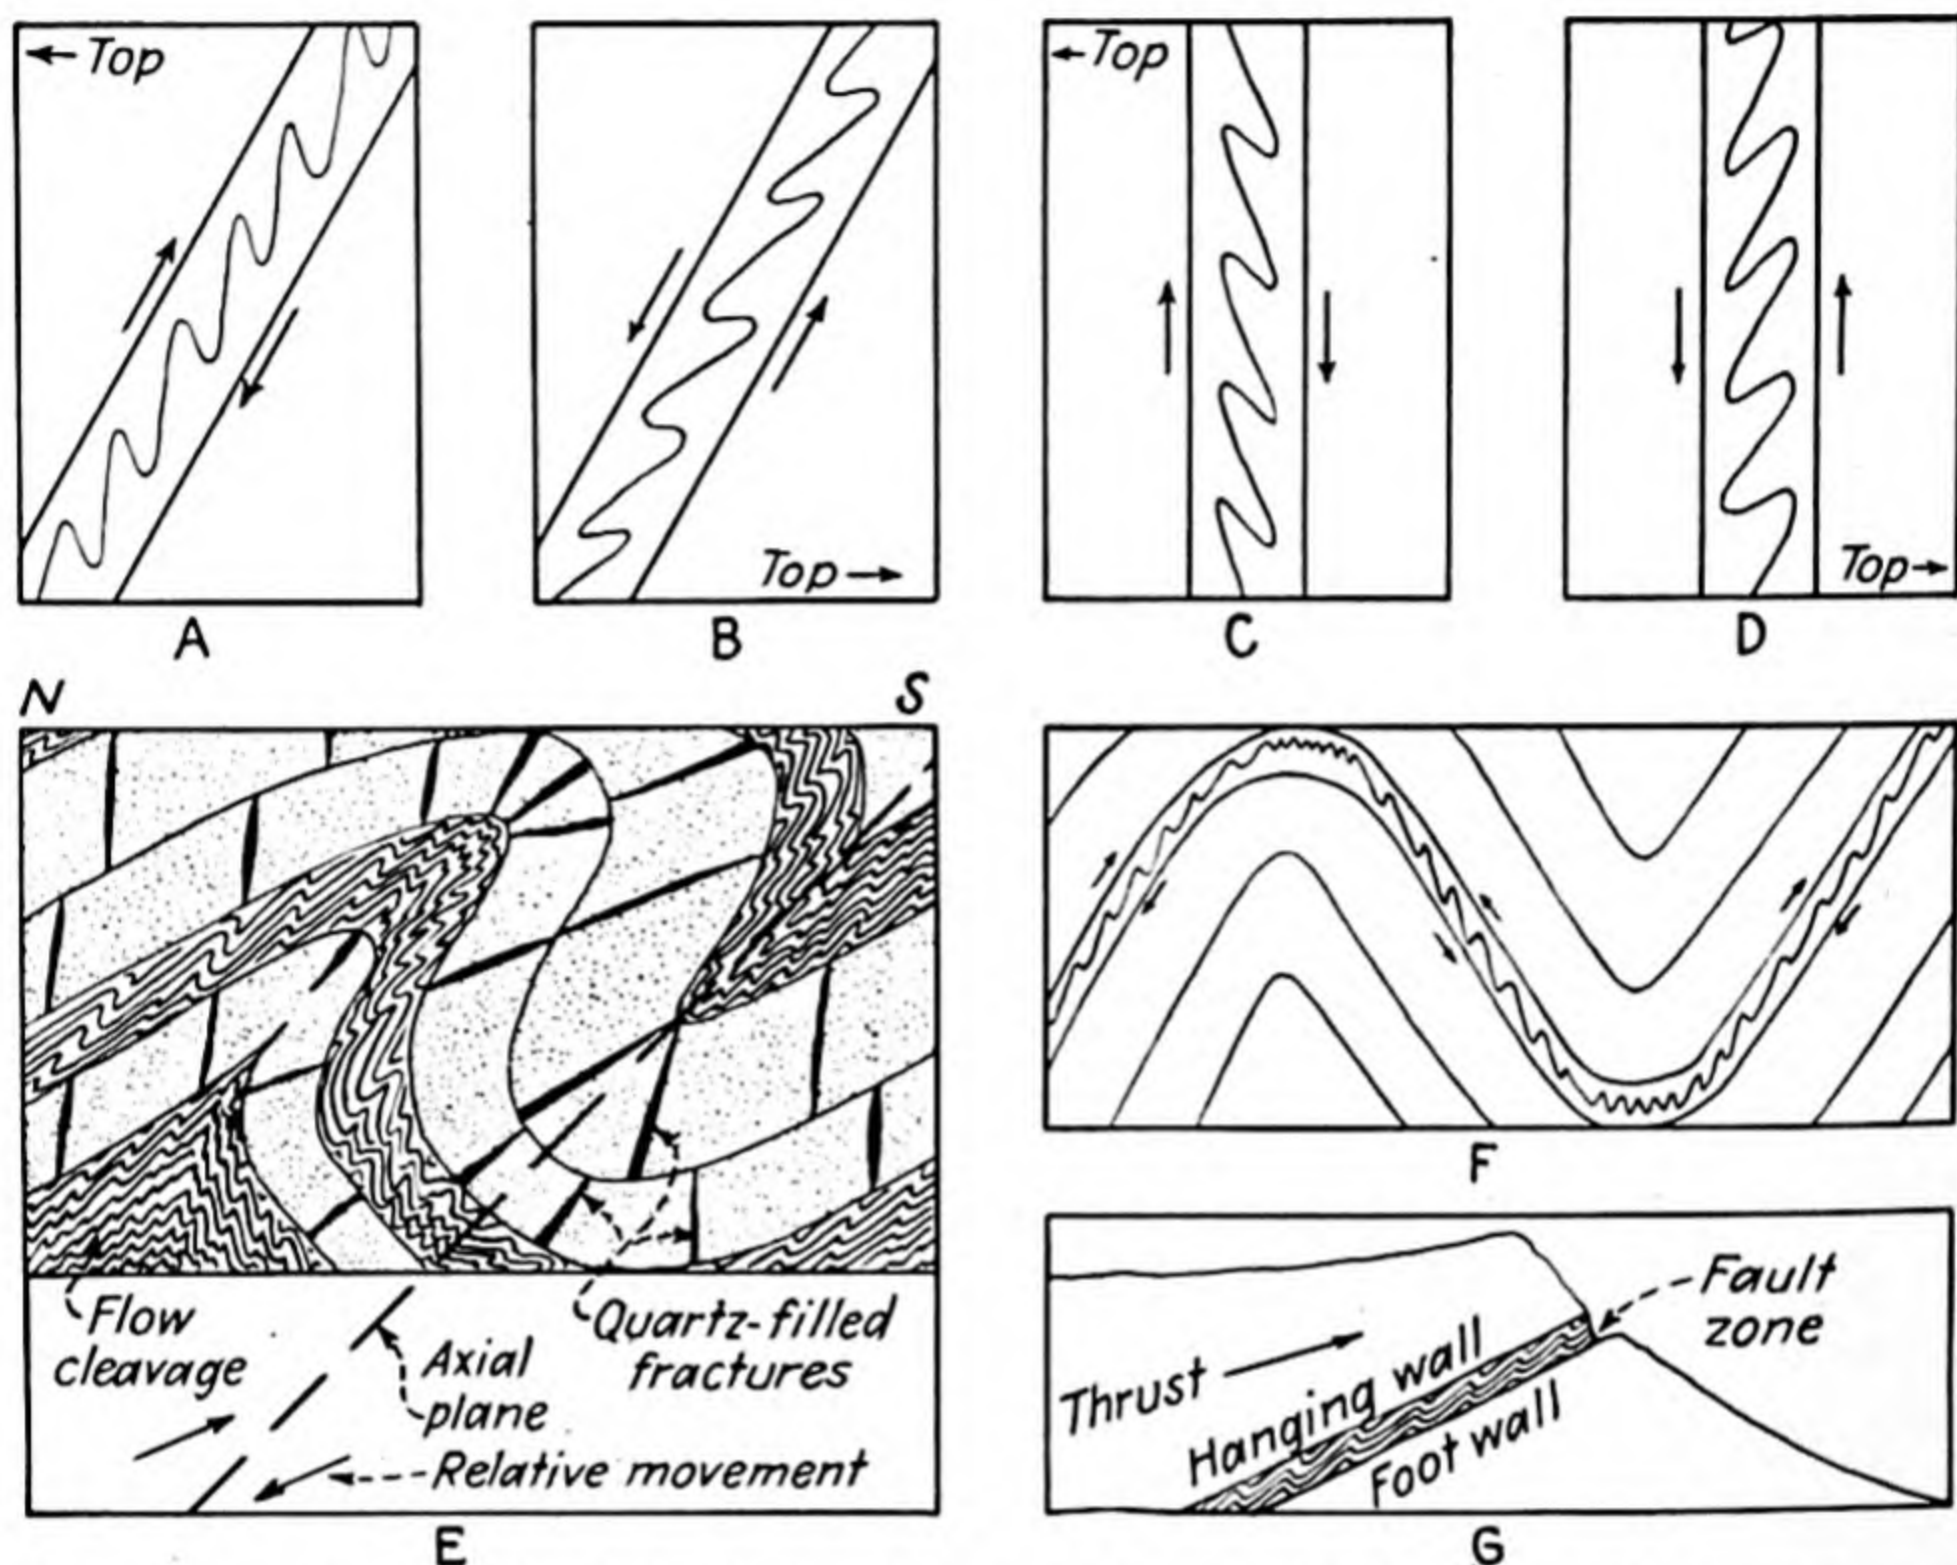 Top
Top
Top
Top
A
B
C
D
N
S
Flow
cleavage
Axial
plane
Quartz-filled
fractures
Relative movement
E
F
Thrust
Hanging wall
Foot wall
Fault
zone
G